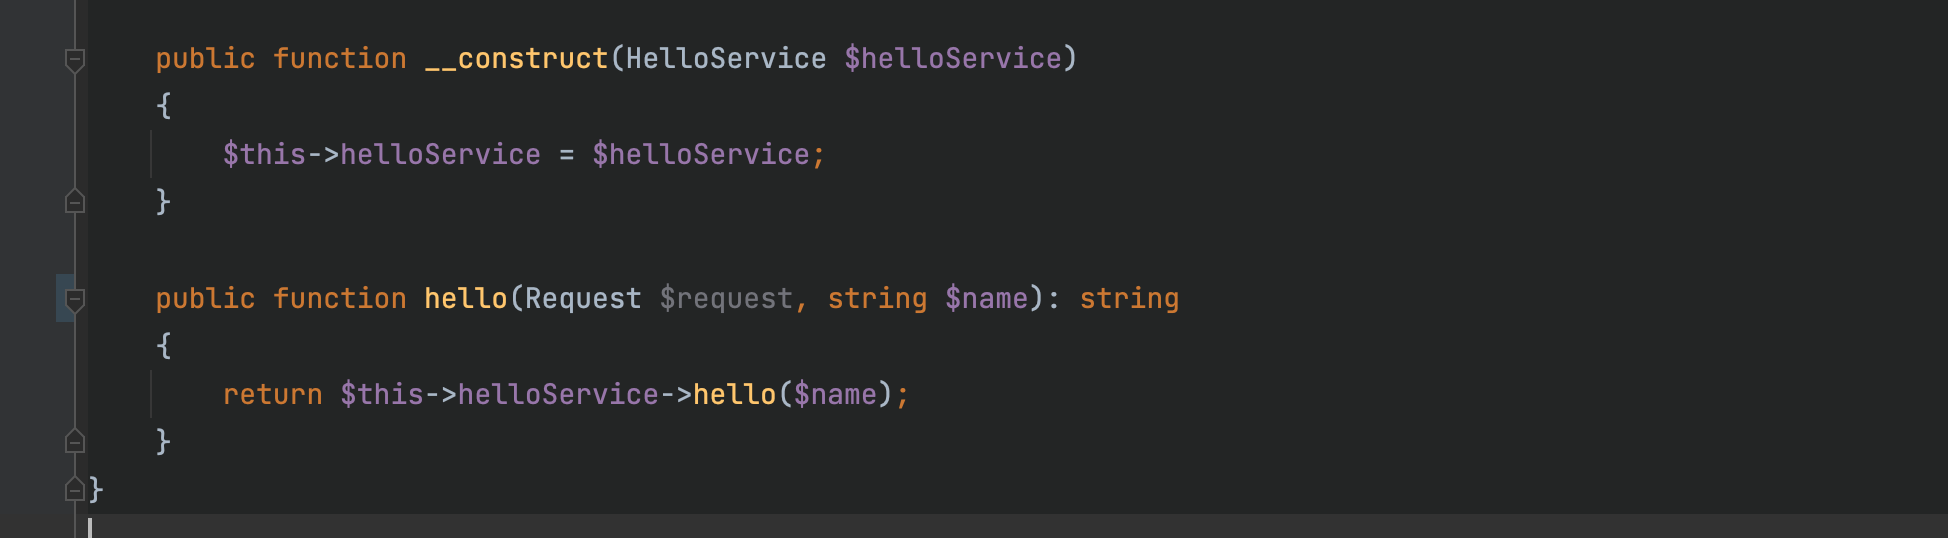 public function __construct(HelloService $helloService)
{
$this->helloService = $helloService;
}
public function hello(Request $request, string $name): string
{
return $this->helloService->hello($name);
}
}